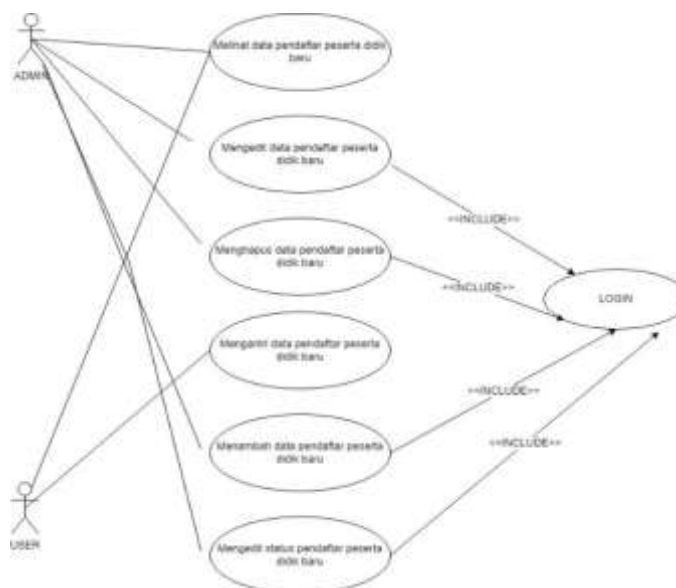 ADMIN
Melihat data pendaftar peserta didik
baru
Mengedit data pendaftar peserta
didik baru
<<INCLUDE>>
Menghapus data pendaftar peserta
didik baru
<<INCLUDE>>
LOGIN
data pendaftar peserta
didik baru
<<INCLUDE>>
Menambah data pendaftar peserta
didik baru
<<INCLUDE>>
USER
Mengedit status pendaftar peserta
didik baru